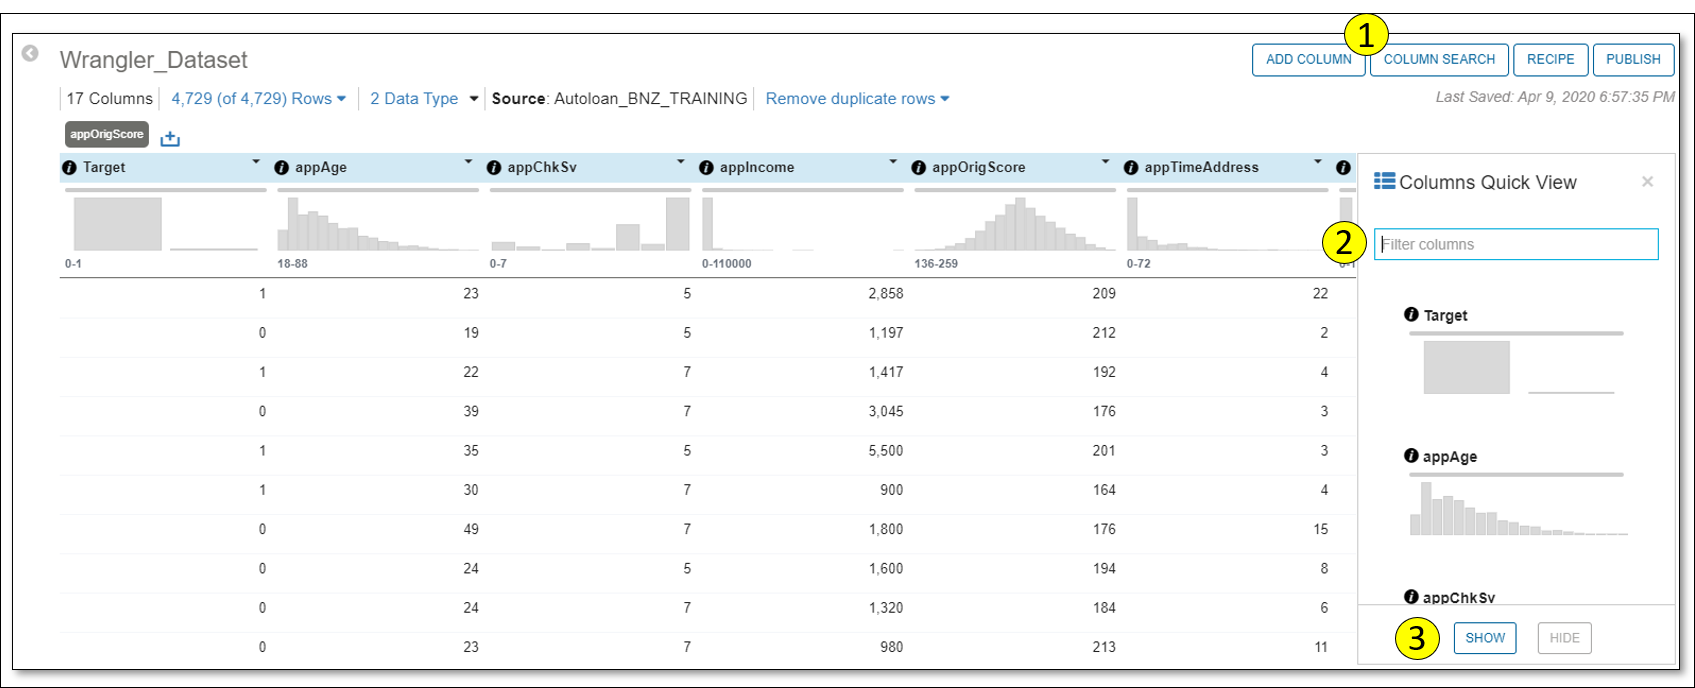 1
Wrangler_Dataset
ADD COLUMN COLUMN SEARCH RECIPE PUBLISH
17 Columns 4,729 (of 4,729) Rows 2 Data Type Source: Autoloan_BNZ_TRAINING Remove duplicate rows
Last Saved: Apr 9, 2020 6:57:35 PM
appOrigScore
Target appAge appChkSv appIncome appOrigScore appTimeAddress
0-1 18-88 0-7 0-110000 136-259 0-72
1 23 5 2,858 209 22
0 19 5 1,197 212 2
1 22 7 1,417 192 4
0 39 7 3,045 176 3
1 35 5 5,500 201 3
1 30 7 900 164 4
0 49 7 1,800 176 15
0 24 5 1,600 194 8
0 24 7 1,320 184 6
0 23 7 980 213 11
Columns Quick View ×
2
Filter columns
Target
appAge
appChkSv
3
SHOW HIDE